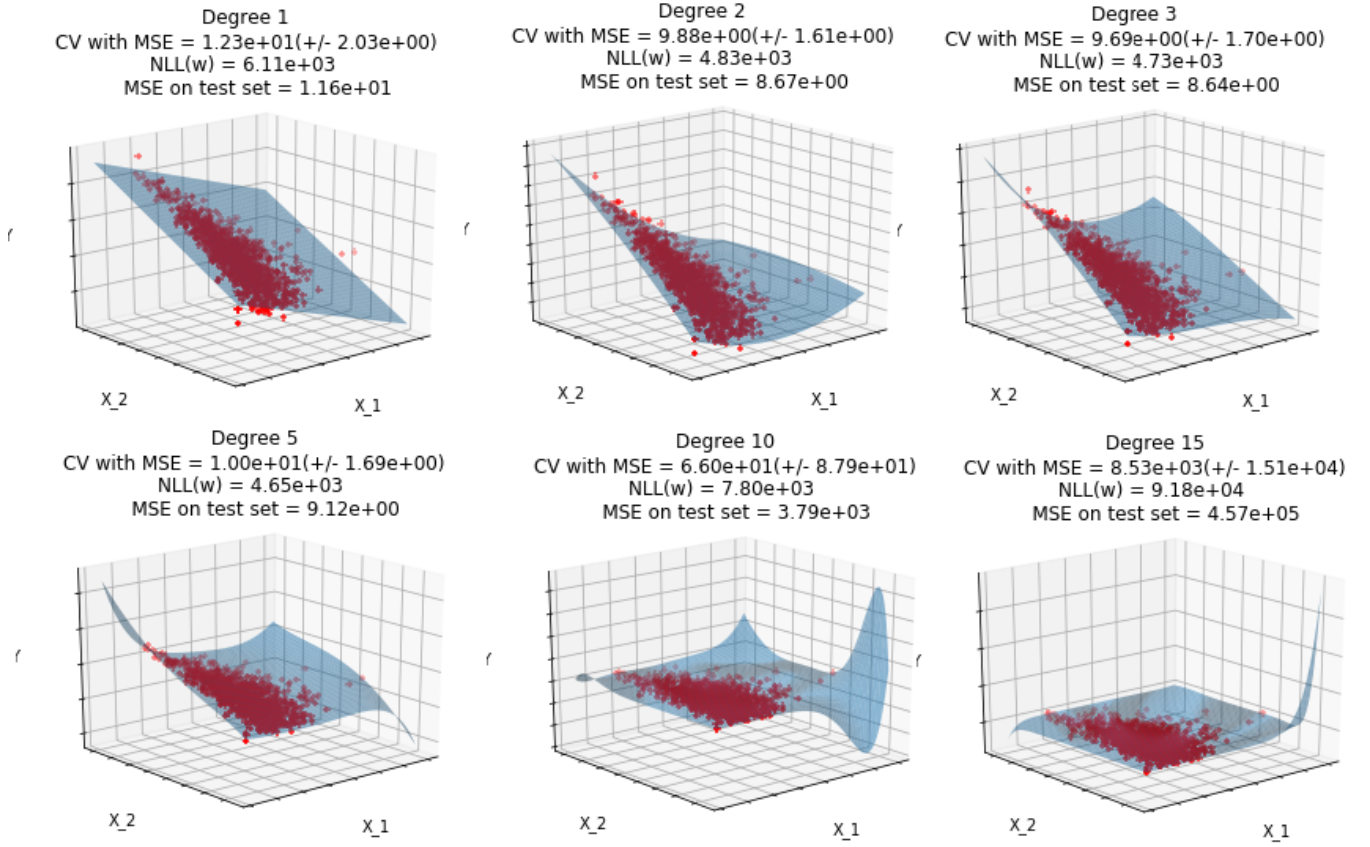 Degree 1
CV with MSE = 1.23e+01(+/- 2.03e+00)
NLL(w) = 6.11e+03
MSE on test set = 1.16e+01
X_2
X_1
Degree 2
CV with MSE = 9.88e+00(+/- 1.61e+00)
NLL(w) = 4.83e+03
MSE on test set = 8.67e+00
Y
X_2
X_1
Degree 3
CV with MSE = 9.69e+00(+/- 1.70e+00)
NLL(w) = 4.73e+03
MSE on test set = 8.64e+00
Y
X_2
X_1
Degree 5
CV with MSE = 1.00e+01(+/- 1.69e+00)
NLL(w) = 4.65e+03
MSE on test set = 9.12e+00
Y
X_2
X_1
Degree 10
CV with MSE = 6.60e+01(+/- 8.79e+01)
NLL(w) = 7.80e+03
MSE on test set = 3.79e+03
Y
X_2
X_1
Degree 15
CV with MSE = 8.53e+03(+/- 1.51e+04)
NLL(w) = 9.18e+04
MSE on test set = 4.57e+05
Y
X_2
X_1